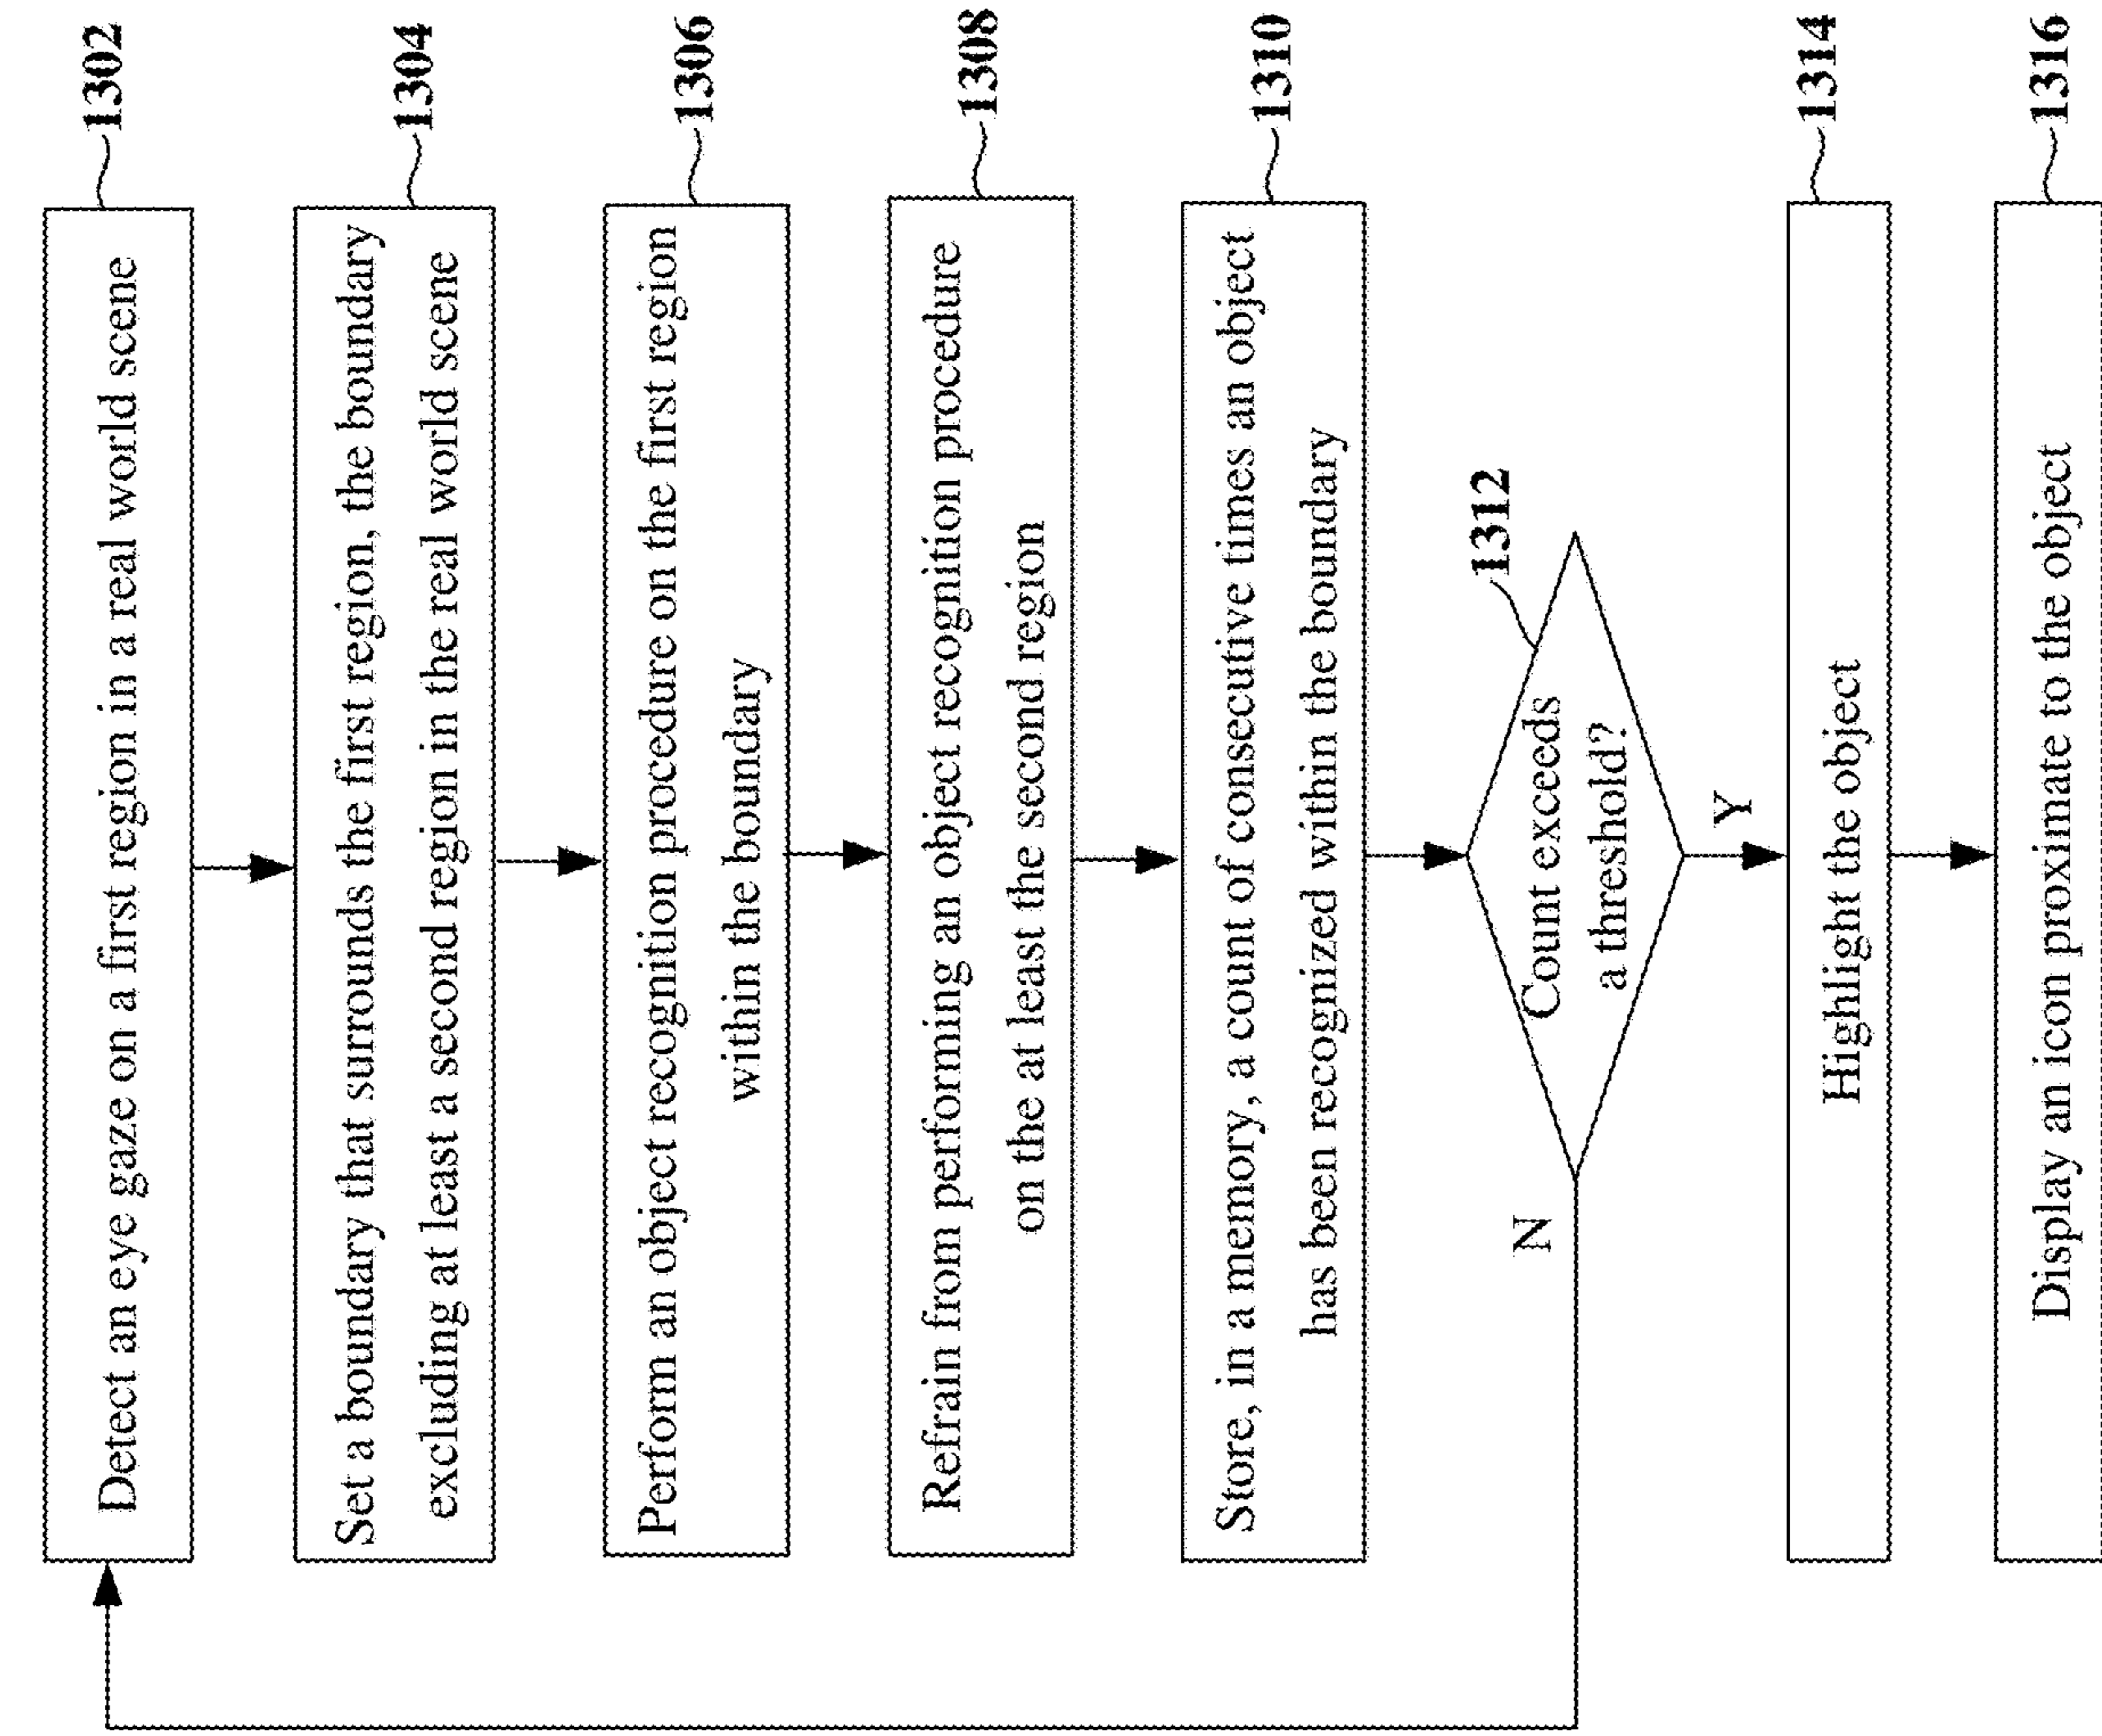 Detect an eye gaze on a first region in a real world scene
1302
Set a boundary that surrounds the first region, the boundary
excluding at least a second region in the real world scene
1304
Perform an object recognition procedure on the first region
within the boundary
1306
Refrain from performing an object recognition procedure
on the at least the second region
1308
Store, in a memory, a count of consecutive times an object
has been recognized within the boundary
1310
1312
Count exceeds
a threshold?
N
Y
Highlight the object
1314
Display an icon proximate to the object
1316